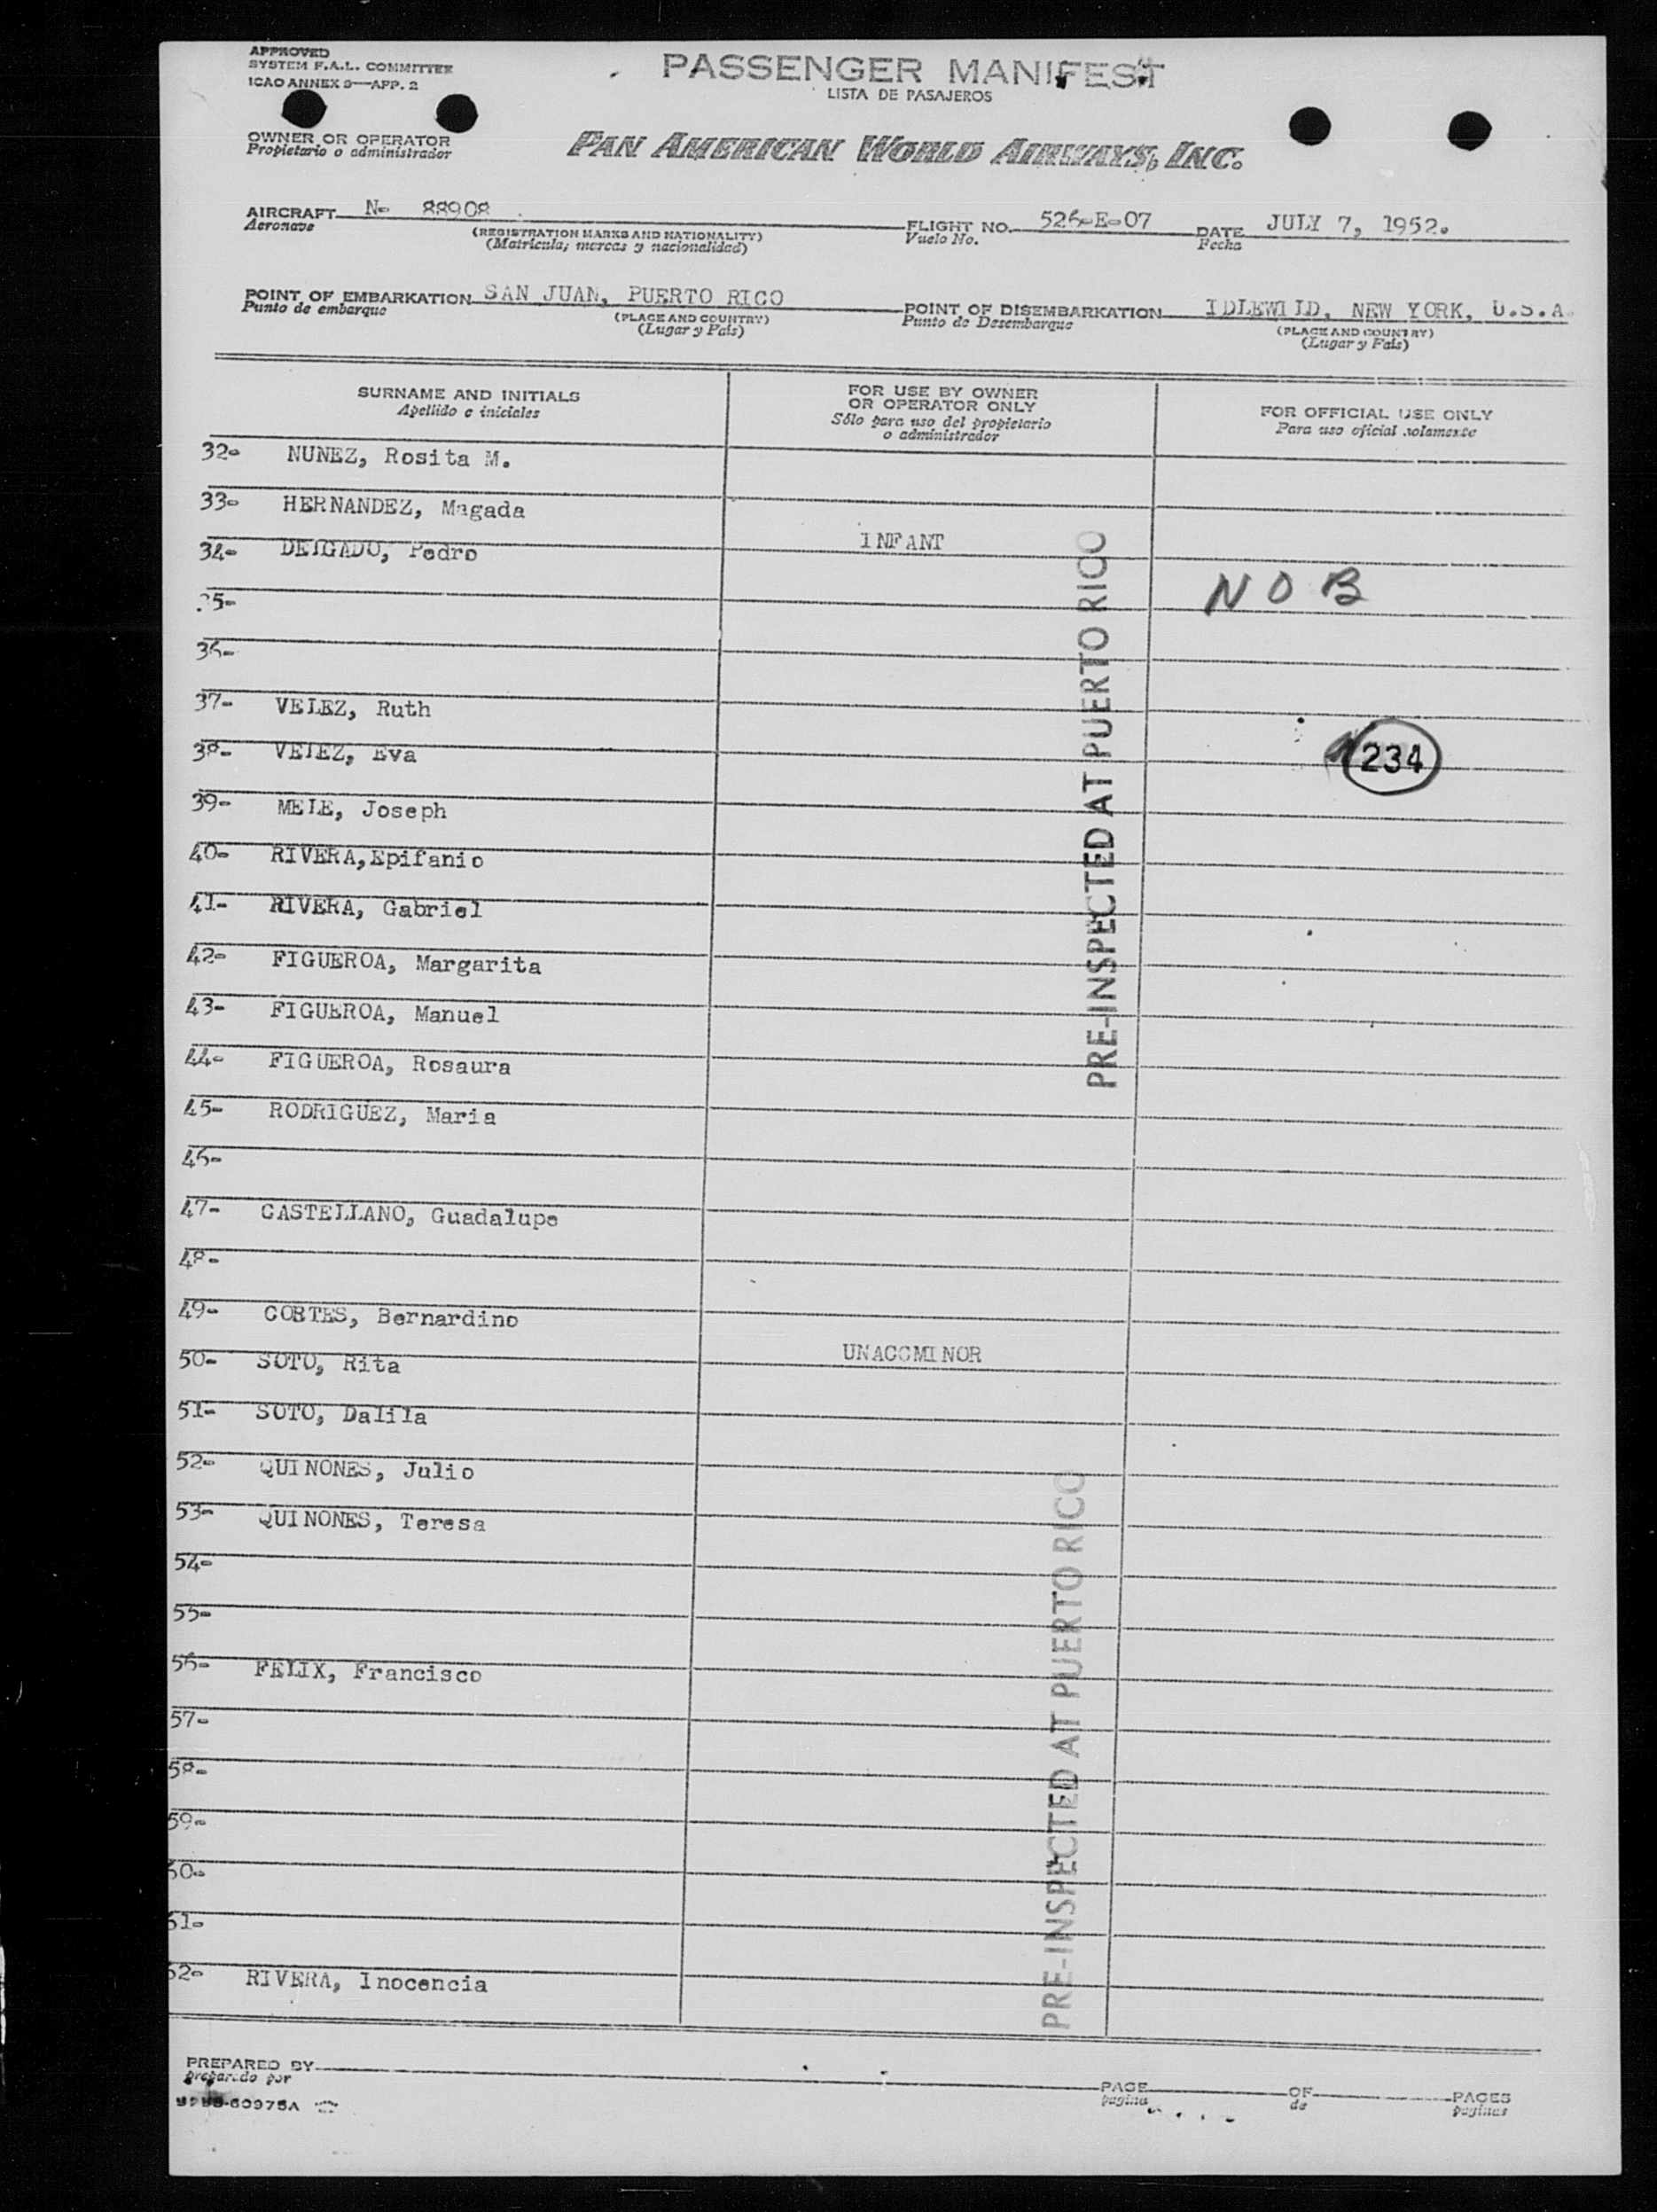 APPROVED
SYSTEM F.A.L. COMMITTEE
ICAO ANNEX 9—APP. 2
PASSENGER MANIFEST
LISTA DE PASAJEROS
OWNER OR OPERATOR
Propietario o administrador
PAN AMERICAN WORLD AIRWAYS, INC.
AIRCRAFT N- 88908
Aeronave
(REGISTRATION MARKS AND NATIONALITY)
(Matricula; marcas y nacionalidad)
FLIGHT NO. 526-E-07
Vuelo No.
DATE JULY 7, 1952.
Fecha
POINT OF EMBARKATION SAN JUAN, PUERTO RICO
Punto de embarque
(PLACE AND COUNTRY)
(Lugar y País)
POINT OF DISEMBARKATION IDLEWILD, NEW YORK, U.S.A.
Punto de Desembarque
(PLACE AND COUNTRY)
(Lugar y País)
SURNAME AND INITIALS
Apellido e iniciales
FOR USE BY OWNER
OR OPERATOR ONLY
Sólo para uso del propietario
o administrador
FOR OFFICIAL USE ONLY
Para uso oficial solamente
32- NUNEZ, Rosita M.
33- HERNANDEZ, Magada
34- DELGADO, Pedro INFANT
35- N O B
36-
37- VELEZ, Ruth
38- VELEZ, Eva 234
39- MELE, Joseph
40- RIVERA,Epifanio
41- RIVERA, Gabriel
42- FIGUEROA, Margarita
43- FIGUEROA, Manuel
44- FIGUEROA, Rosaura
45- RODRIGUEZ, Maria
46-
47- CASTELLANO, Guadalupe
48-
49- CORTES, Bernardino
50- SOTO, Rita UNACCMINOR
51- SOTO, Dalila
52- QUINONES, Julio
53- QUINONES, Teresa
54-
55-
56- FELIX, Francisco
57-
58-
59-
60-
61-
62- RIVERA, Inocencia
PRE-INSPECTED AT PUERTO RICO
PRE-INSPECTED AT PUERTO RICO
PREPARED BY
preparado por
PAGE
pagina
OF
de
PAGES
paginas